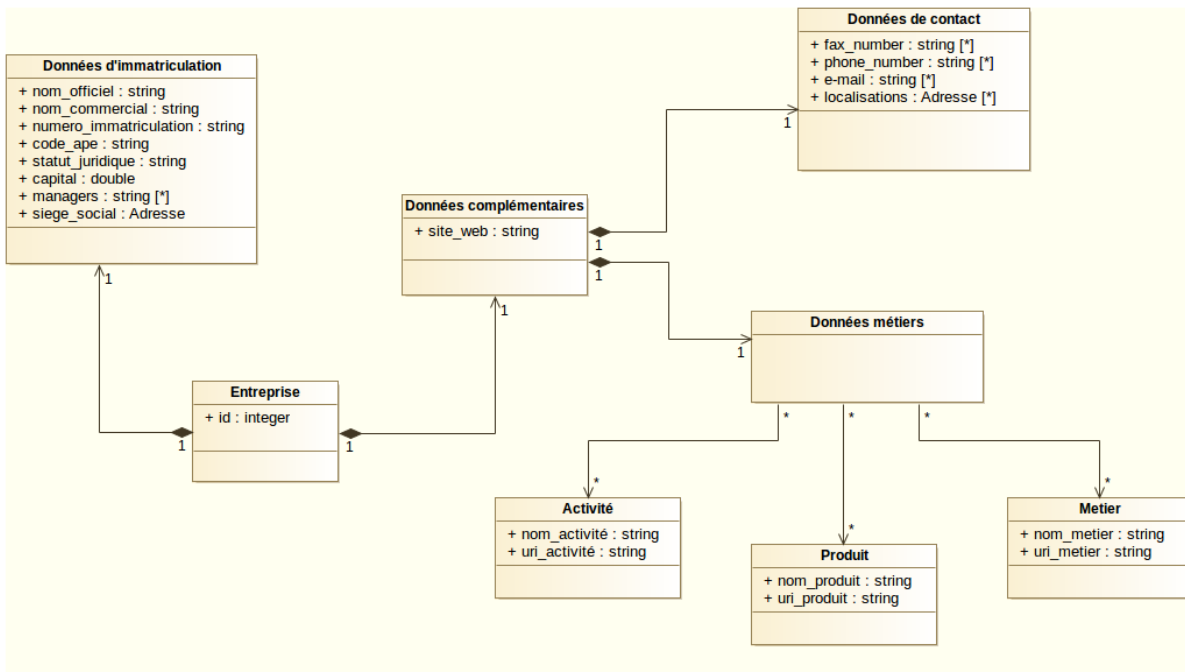 Données de contact
+ fax_number : string [*]
+ phone_number : string [*]
+ e-mail : string [*]
+ localisations : Adresse [*]
1
Données d'immatriculation
+ nom_officiel : string
+ nom_commercial : string
+ numero_immatriculation : string
+ code_ape : string
+ statut_juridique : string
+ capital : double
+ managers : string [*]
+ siege_social : Adresse
1
Données complémentaires
+ site_web : string
1
1
1
Données métiers
1
Entreprise
+ id : integer
1
1
* * *
* * *
Activité
+ nom_activité : string
+ uri_activité : string
Produit
+ nom_produit : string
+ uri_produit : string
Metier
+ nom_metier : string
+ uri_metier : string